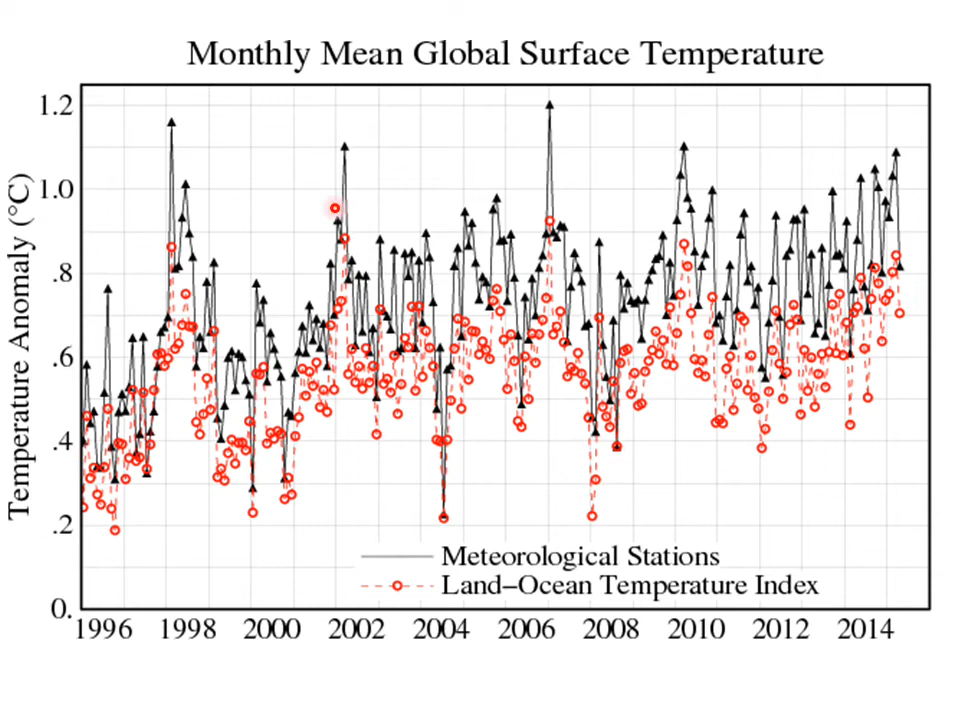 Monthly Mean Global Surface Temperature
Temperature Anomaly (°C)
1.2
1.0
.8
.6
.4
.2
0.
Meteorological Stations
Land–Ocean Temperature Index
1996 1998 2000 2002 2004 2006 2008 2010 2012 2014